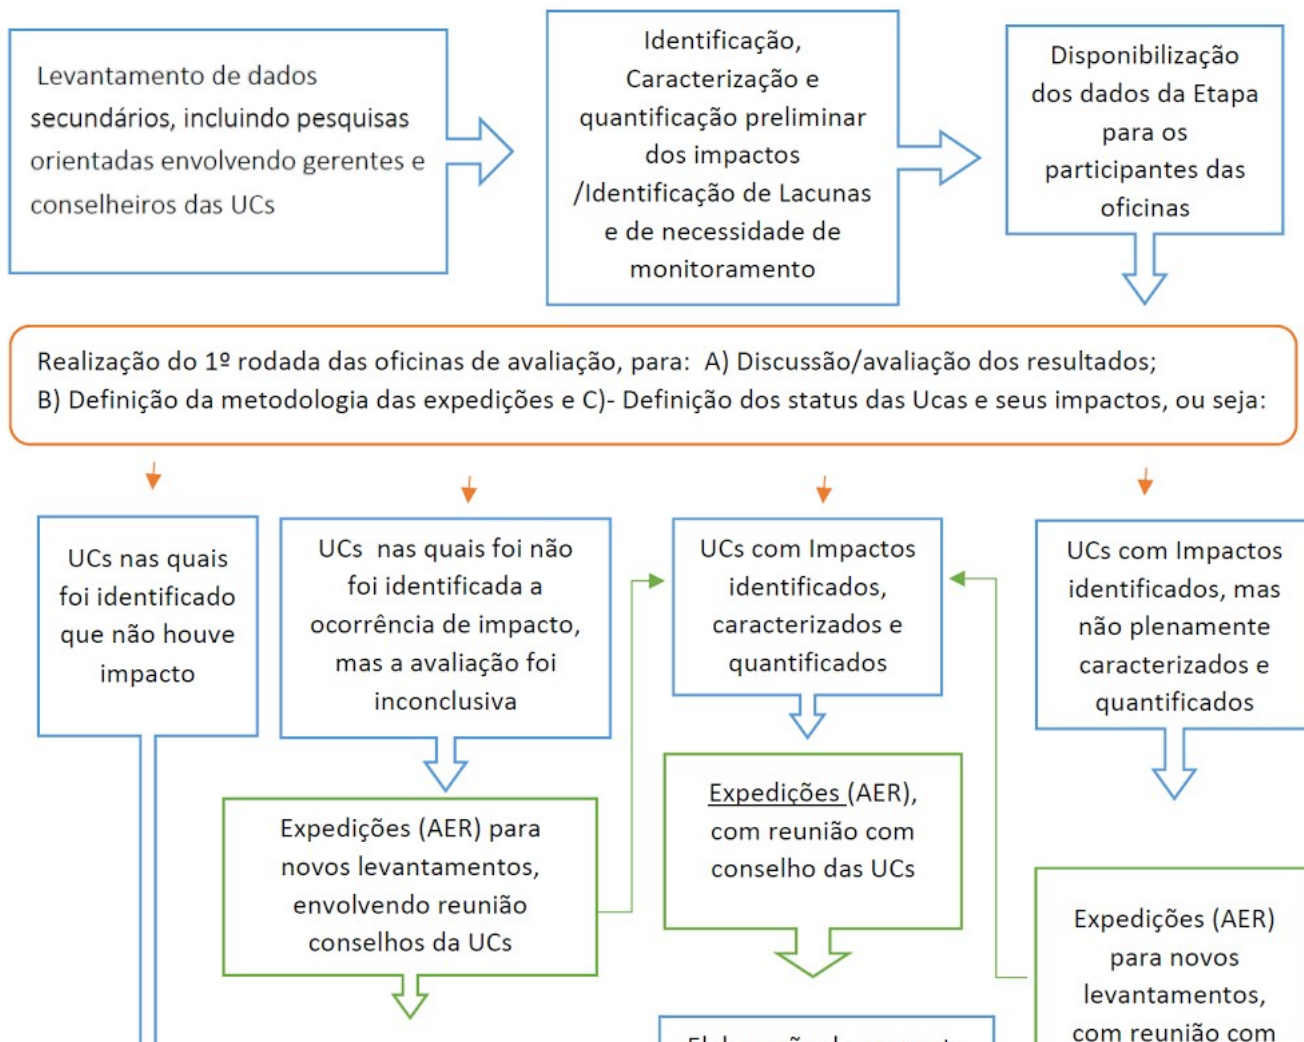 Levantamento de dados
secundários, incluindo pesquisas
orientadas envolvendo gerentes e
conselheiros das UCs
Identificação,
Caracterização e
quantificação preliminar
dos impactos
/Identificação de Lacunas
e de necessidade de
monitoramento
Disponibilização
dos dados da Etapa
para os
participantes das
oficinas
Realização do 1º rodada das oficinas de avaliação, para: A) Discussão/avaliação dos resultados;
B) Definição da metodologia das expedições e C)- Definição dos status das Ucas e seus impactos, ou seja:
UCs nas quais
foi identificado
que não houve
impacto
UCs nas quais foi não
foi identificada a
ocorrência de impacto,
mas a avaliação foi
inconclusiva
UCs com Impactos
identificados,
caracterizados e
quantificados
UCs com Impactos
identificados, mas
não plenamente
caracterizados e
quantificados
Expedições (AER) para
novos levantamentos,
envolvendo reunião
conselhos da UCs
Expedições (AER),
com reunião com
conselho das UCs
Expedições (AER)
para novos
levantamentos,
com reunião com